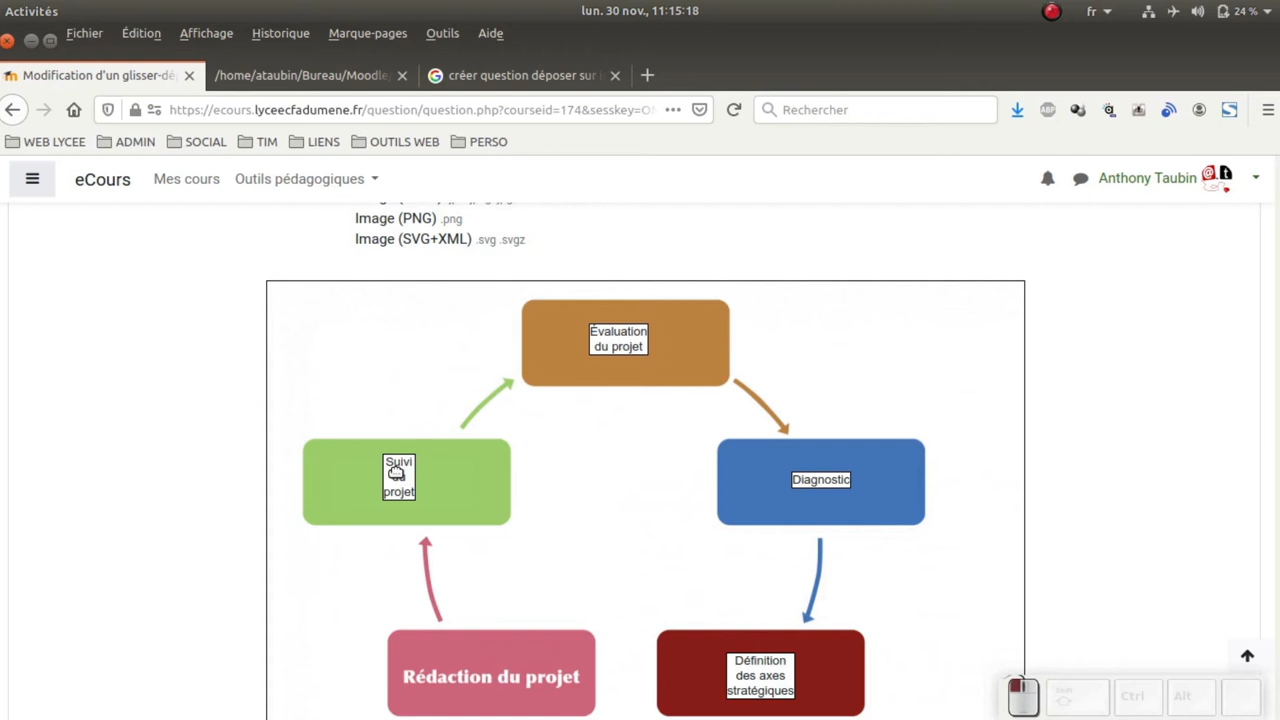 Activités
lun. 30 nov., 11:15:18
fr
24 %
Fichier Édition Affichage Historique Marque-pages Outils Aide
Modification d'un glisser-dé
/home/ataubin/Bureau/Moodle
créer question déposer sur
https://ecours.lyceecfadumene.fr/question/question.php?courseid=174&sesskey=
Rechercher
WEB LYCEE ADMIN SOCIAL TIM LIENS OUTILS WEB PERSO
eCours Mes cours Outils pédagogiques
Anthony Taubin
Image (PNG) .png
Image (SVG+XML) .svg .svgz
Évaluation
du projet
Suivi
projet
Diagnostic
Rédaction du projet
Définition
des axes
stratégiques
Shift
Ctrl
Alt